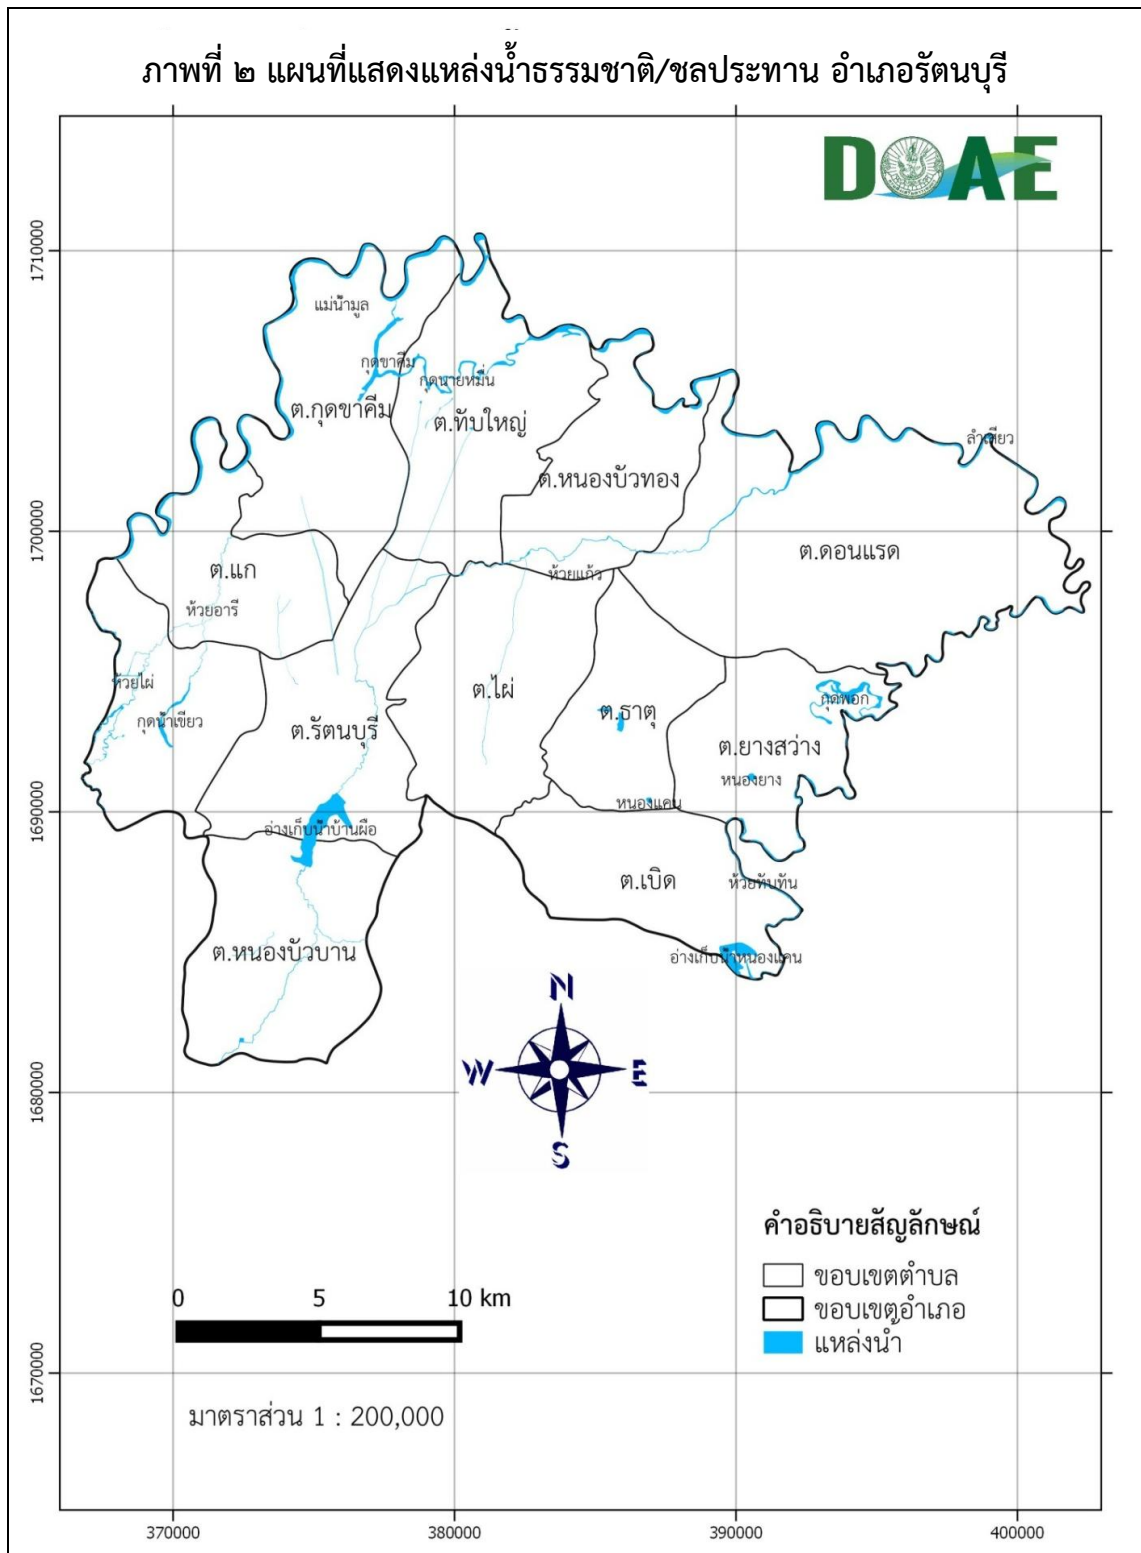 ภาพที่ ๒ แผนที่แสดงแหล่งน้ำธรรมชาติ/ชลประทาน อำเภอรัตนบุรี
DOAE
1710000
1700000
1690000
1680000
1670000
แม่น้ำมูล
กุดขาคีม
กุดนายหมื่น
ต.กุดขาคีม
ต.ทับใหญ่
ลำเสียว
ต.หนองบัวทอง
ต.ดอนแรด
ต.แก
ห้วยแก้ว
ห้วยอารี
ห้วยไผ่
ต.ไผ่
กุดพอก
กุดน้ำเขียว
ต.ธาตุ
ต.รัตนบุรี
ต.ยางสว่าง
หนองยาง
หนองแคน
อ่างเก็บน้ำบ้านผือ
ต.เบิด
ห้วยทับทัน
ต.หนองบัวบาน
อ่างเก็บน้ำหนองแคน
N
W
E
S
คำอธิบายสัญลักษณ์
ขอบเขตตำบล
ขอบเขตอำเภอ
แหล่งน้ำ
0 5 10 km
มาตราส่วน 1 : 200,000
370000 380000 390000 400000